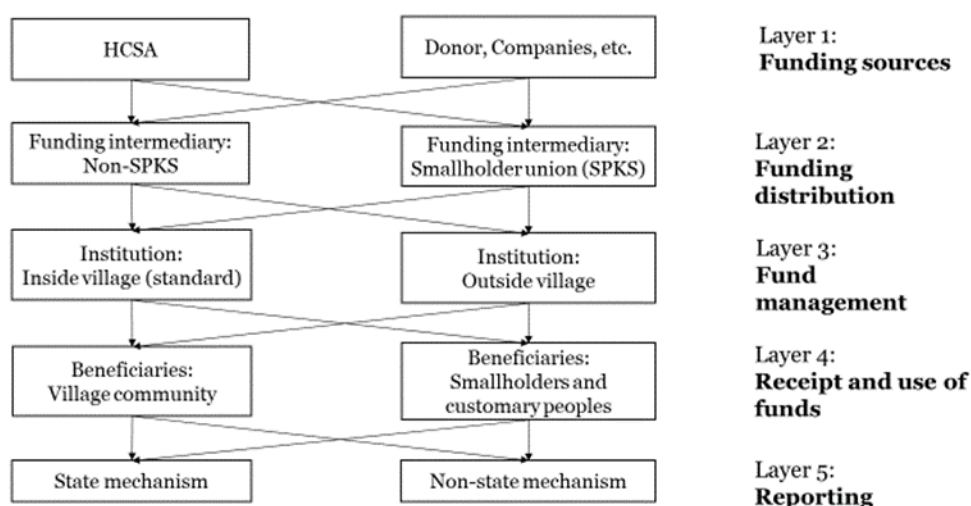 HCSA
Donor, Companies, etc.
Layer 1:
Funding sources
Funding intermediary:
Non-SPKS
Funding intermediary:
Smallholder union (SPKS)
Layer 2:
Funding
distribution
Institution:
Inside village (standard)
Institution:
Outside village
Layer 3:
Fund
management
Beneficiaries:
Village community
Beneficiaries:
Smallholders and
customary peoples
Layer 4:
Receipt and use of
funds
State mechanism
Non-state mechanism
Layer 5:
Reporting